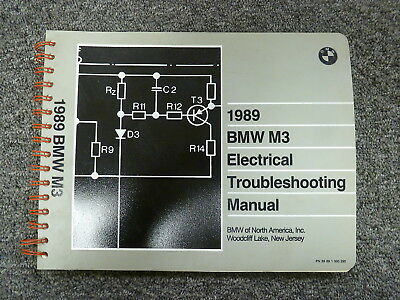 1989 BMW M3
Rz
C2
T3
R11
R12
D3
R9
R14
1989
BMW M3
Electrical
Troubleshooting
Manual
BMW of North America, Inc.
Woodcliff Lake, New Jersey